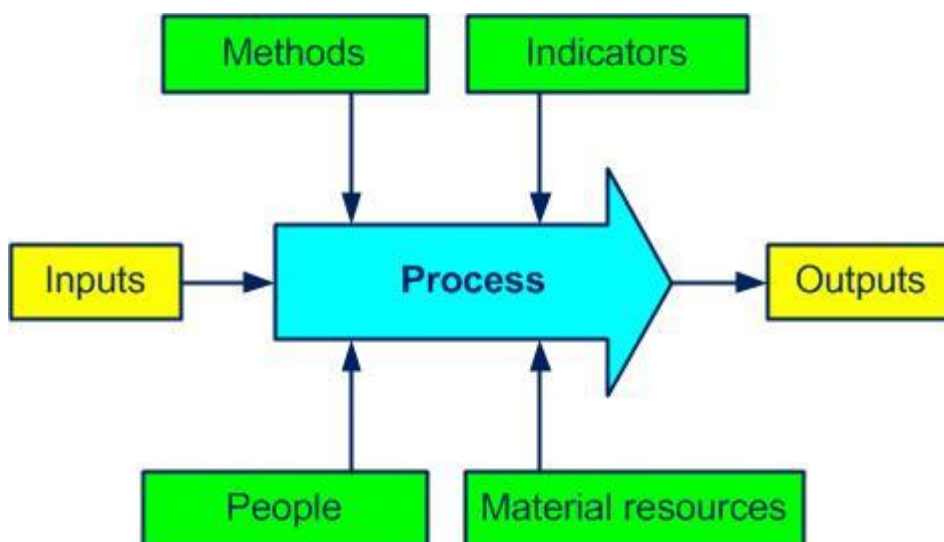 Methods
Indicators
Inputs
Process
Outputs
People
Material resources